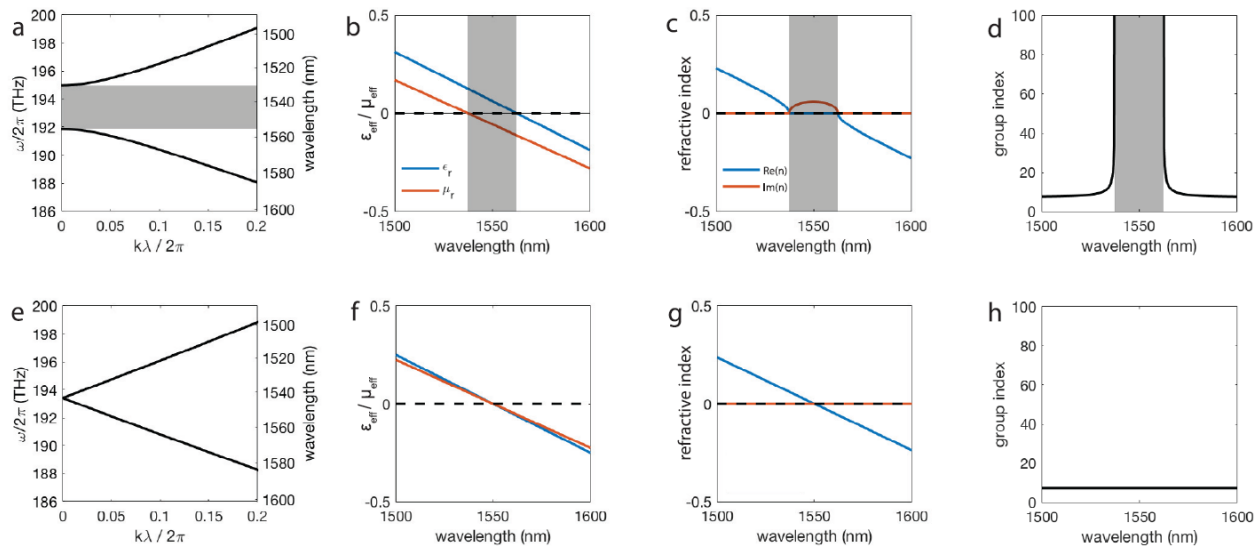 a
200
198
196
194
192
190
188
186
ω/2π (THz)
1500
1520
1540
1560
1580
1600
wavelength (nm)
0 0.05 0.1 0.15 0.2
kλ / 2π
b
0.5
0
-0.5
ε_eff / μ_eff
ϵ_r
μ_r
1500 1550 1600
wavelength (nm)
c
0.5
0
-0.5
refractive index
Re(n)
Im(n)
1500 1550 1600
wavelength (nm)
d
100
80
60
40
20
0
group index
1500 1550 1600
wavelength (nm)
e
200
198
196
194
192
190
188
186
ω/2π (THz)
1500
1520
1540
1560
1580
1600
wavelength (nm)
0 0.05 0.1 0.15 0.2
kλ / 2π
f
0.5
0
-0.5
ε_eff / μ_eff
1500 1550 1600
wavelength (nm)
g
0.5
0
-0.5
refractive index
1500 1550 1600
wavelength (nm)
h
100
80
60
40
20
0
group index
1500 1550 1600
wavelength (nm)